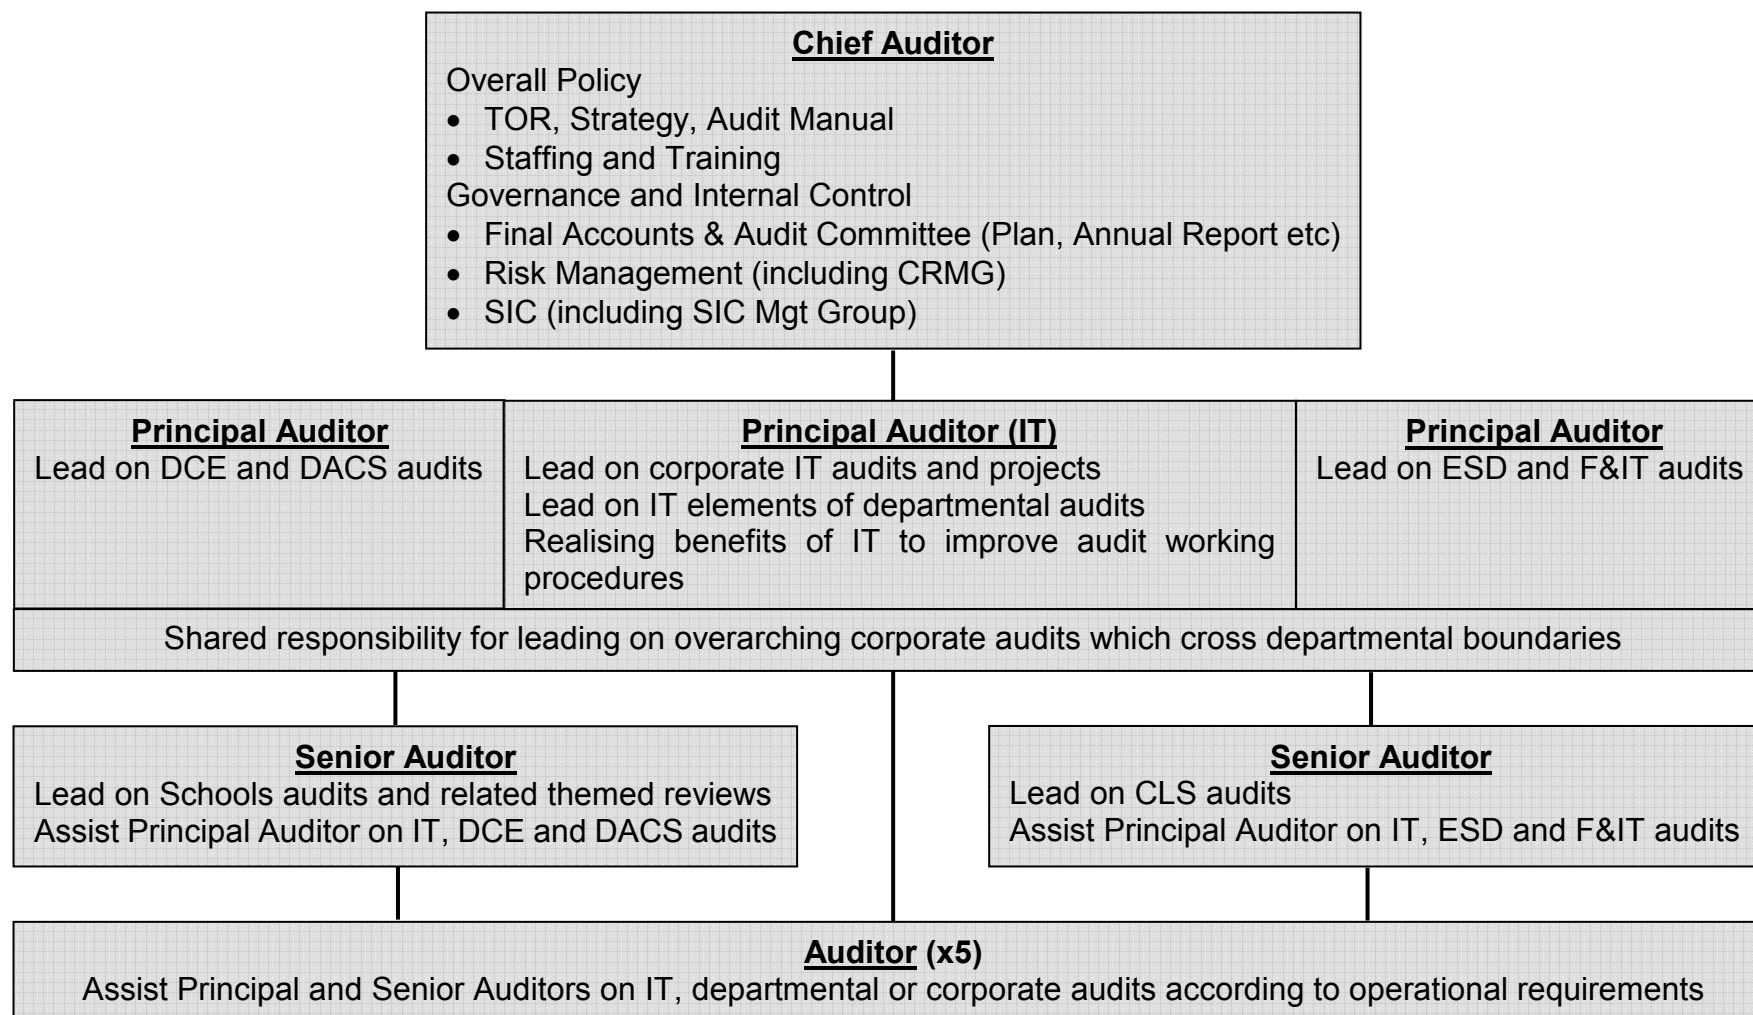 Chief Auditor
Overall Policy
• TOR, Strategy, Audit Manual
• Staffing and Training
Governance and Internal Control
• Final Accounts & Audit Committee (Plan, Annual Report etc)
• Risk Management (including CRMG)
• SIC (including SIC Mgt Group)
Principal Auditor
Lead on DCE and DACS audits
Principal Auditor (IT)
Lead on corporate IT audits and projects
Lead on IT elements of departmental audits
Realising benefits of IT to improve audit working
procedures
Principal Auditor
Lead on ESD and F&IT audits
Shared responsibility for leading on overarching corporate audits which cross departmental boundaries
Senior Auditor
Lead on Schools audits and related themed reviews
Assist Principal Auditor on IT, DCE and DACS audits
Senior Auditor
Lead on CLS audits
Assist Principal Auditor on IT, ESD and F&IT audits
Auditor (x5)
Assist Principal and Senior Auditors on IT, departmental or corporate audits according to operational requirements